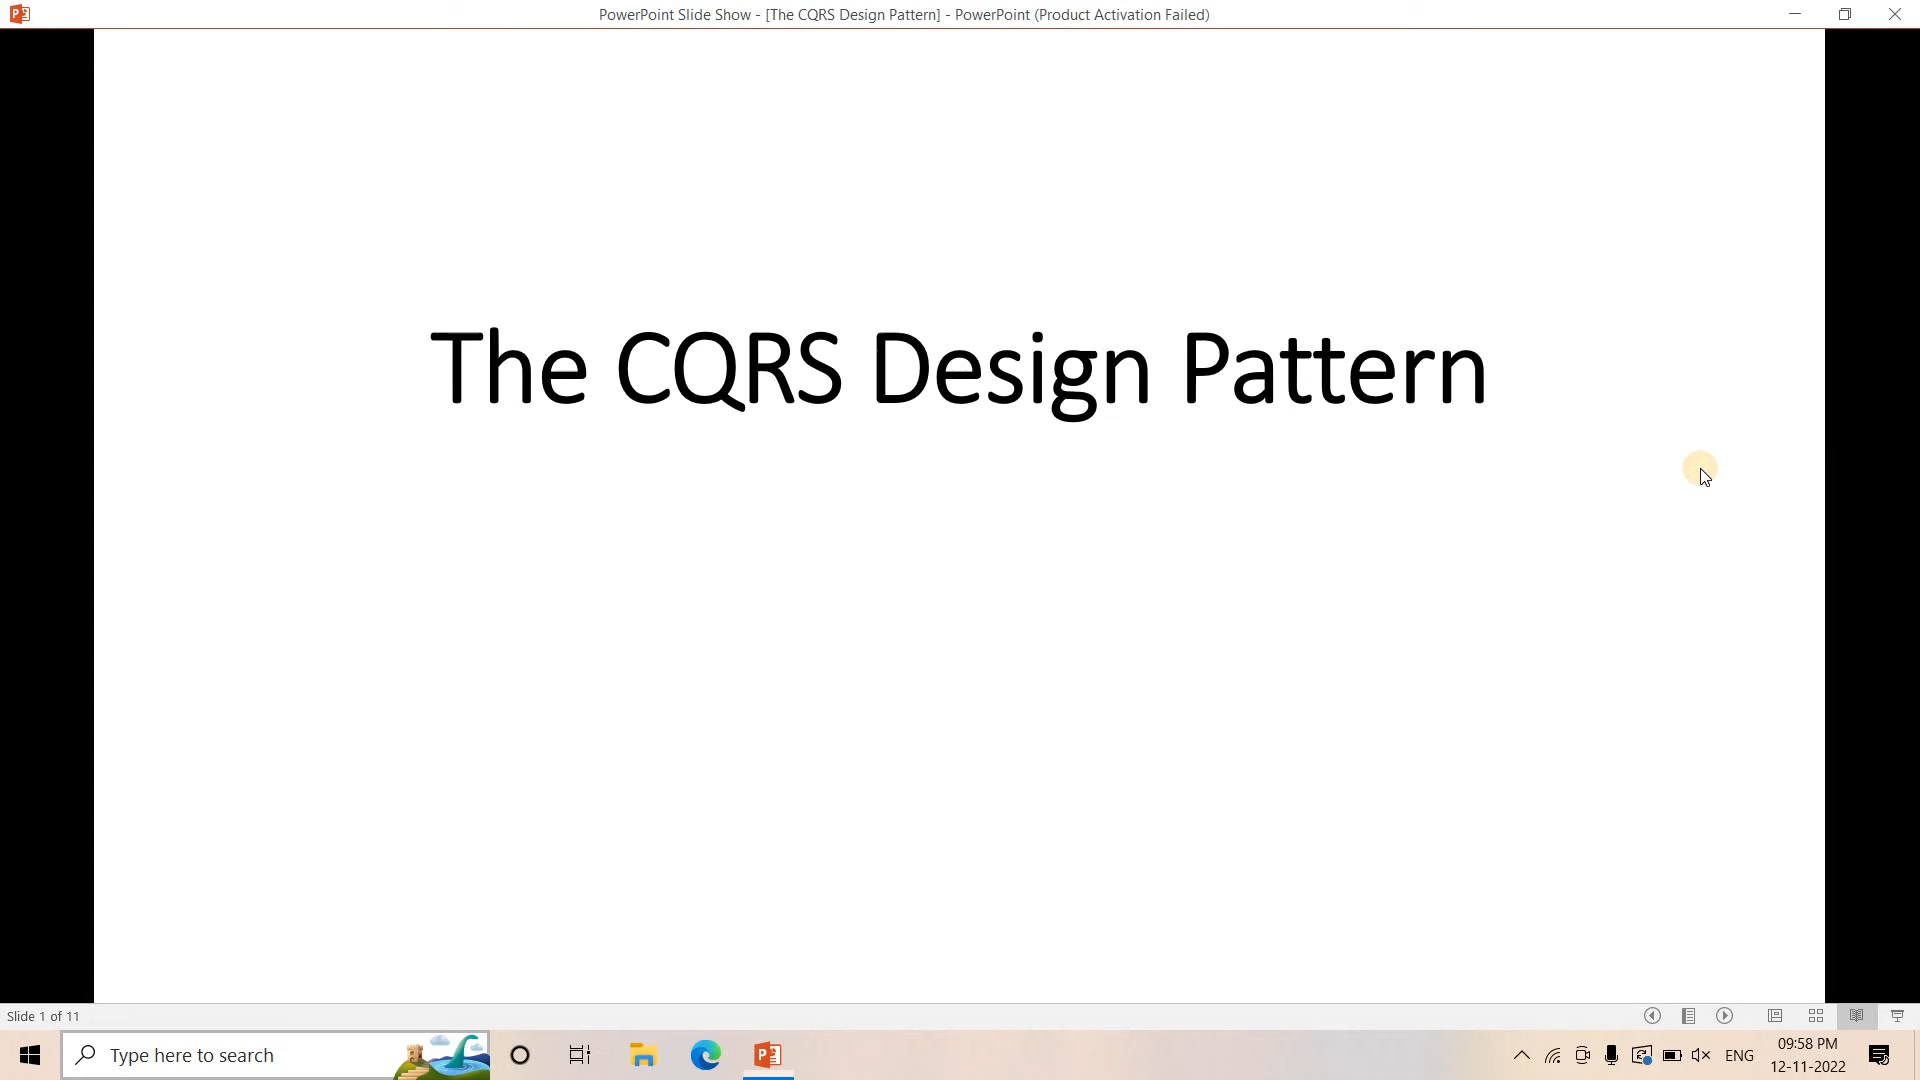 PowerPoint Slide Show - [The CQRS Design Pattern] - PowerPoint (Product Activation Failed)
The CQRS Design Pattern
Slide 1 of 11
Type here to search
ENG
09:58 PM
12-11-2022